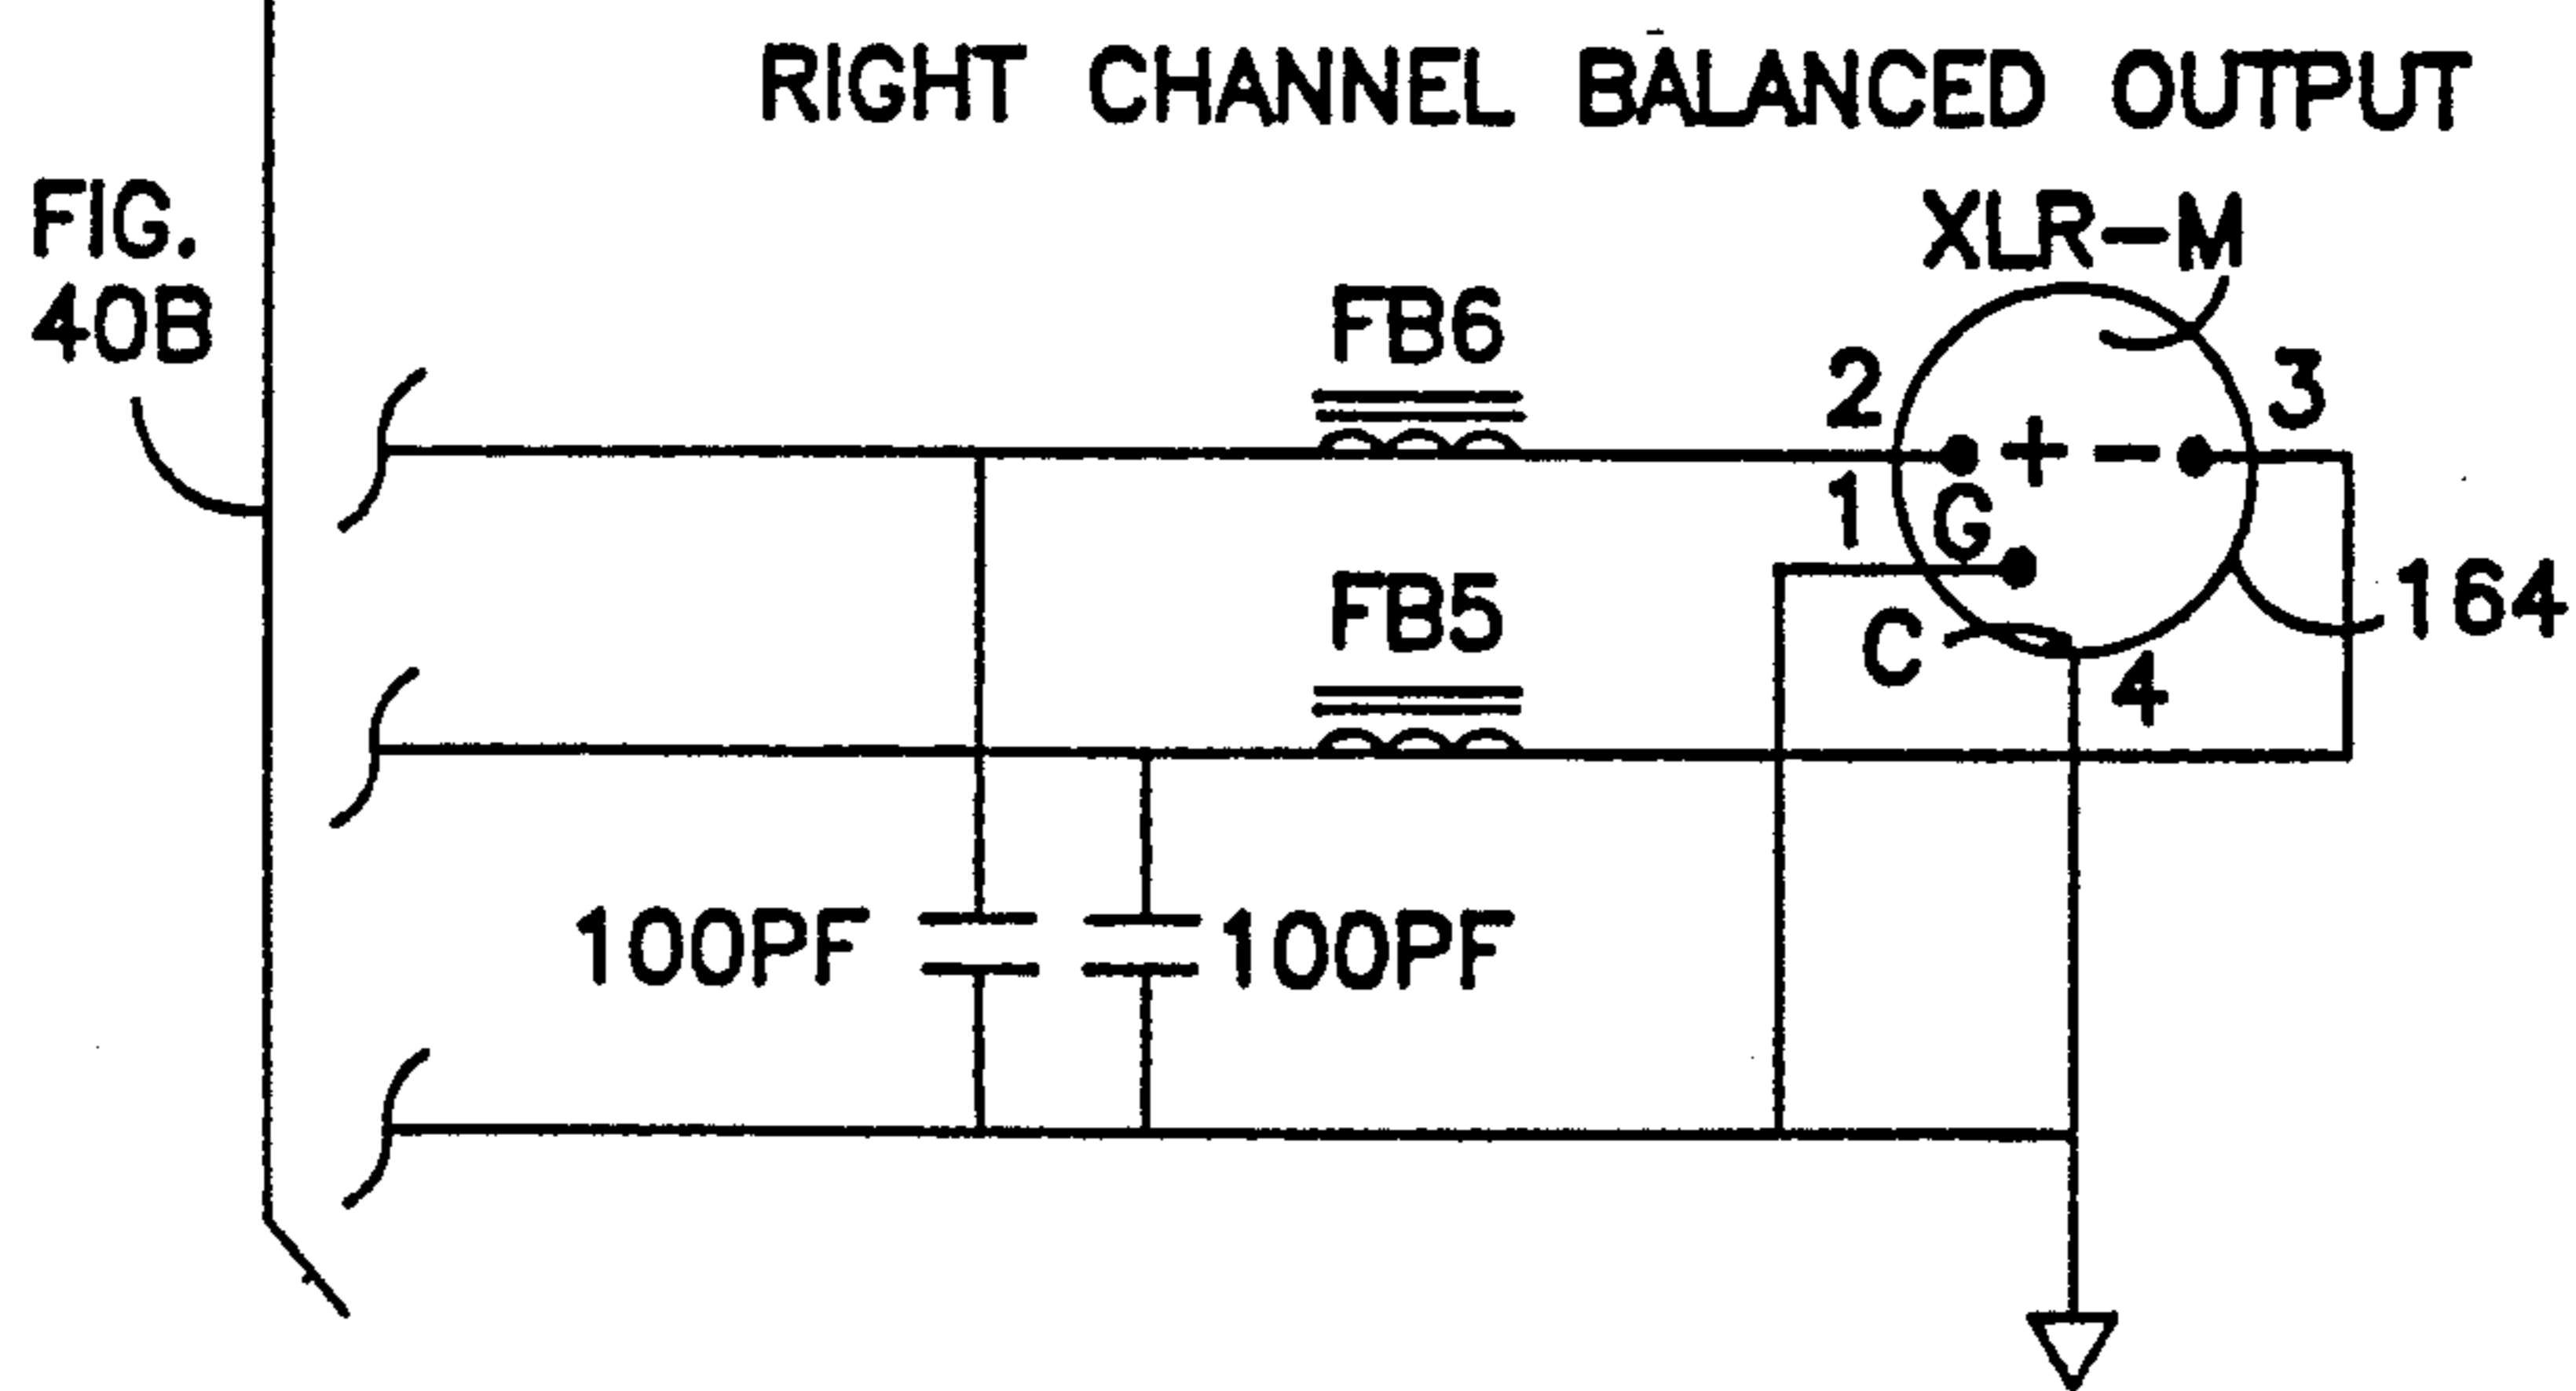 RIGHT CHANNEL BALANCED OUTPUT
FIG.
40B
XLR-M
FB6
2
3
+ -
1
G
FB5
164
C
4
100PF
100PF